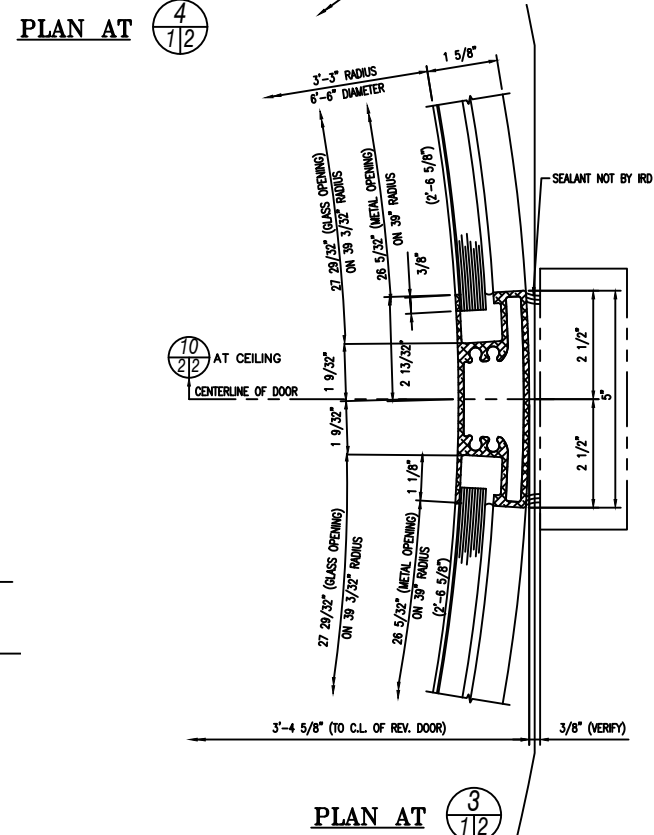 PLAN AT
4
1 2
1 5/8"
3'-3" RADIUS
6'-6" DIAMETER
27 29/32" (GLASS OPENING)
ON 39 3/32" RADIUS
26 5/32" (METAL OPENING)
ON 39" RADIUS
(2'-6 5/8")
3/8"
SEALANT NOT BY IRD
10
2 2
AT CEILING
CENTERLINE OF DOOR
1 9/32"
2 13/32"
1 9/32"
2 1/2"
5"
2 1/2"
1 1/8"
27 29/32" (GLASS OPENING)
ON 39 3/32" RADIUS
26 5/32" (METAL OPENING)
ON 39" RADIUS
(2'-6 5/8")
3'-4 5/8" (TO C.L. OF REV. DOOR)
3/8" (VERIFY)
PLAN AT
3
1 2